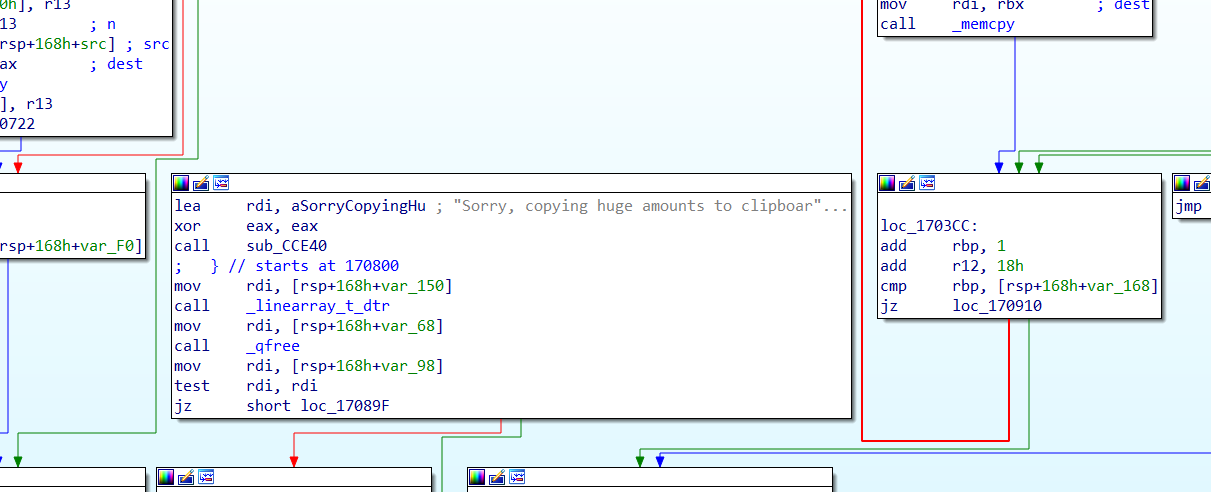 0h], r13
13 ; n
rsp+168h+src] ; src
ax ; dest
y
], r13
0722
rsp+168h+var_F0]
lea rdi, aSorryCopyingHu ; "Sorry, copying huge amounts to clipboar"...
xor eax, eax
call sub_CCE40
; } // starts at 170800
mov rdi, [rsp+168h+var_150]
call _linearray_t_dtr
mov rdi, [rsp+168h+var_68]
call _qfree
mov rdi, [rsp+168h+var_98]
test rdi, rdi
jz short loc_17089F
mov rdi, rbx ; dest
call _memcpy
loc_1703CC:
add rbp, 1
add r12, 18h
cmp rbp, [rsp+168h+var_168]
jz loc_170910
jmp